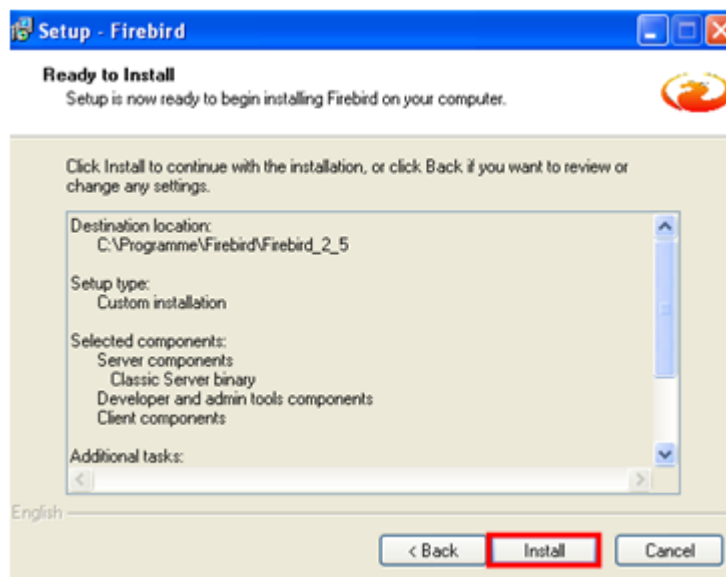 Setup - Firebird
Ready to Install
Setup is now ready to begin installing Firebird on your computer.
Click Install to continue with the installation, or click Back if you want to review or
change any settings.
Destination location:
C:\Programme\Firebird\Firebird_2_5
Setup type:
Custom installation
Selected components:
Server components
Classic Server binary
Developer and admin tools components
Client components
Additional tasks:
English
< Back Install Cancel